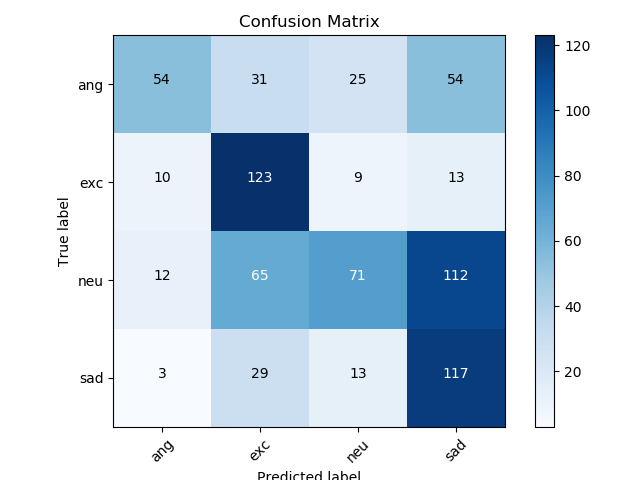 Confusion Matrix
ang 54 31 25 54
exc 10 123 9 13
neu 12 65 71 112
sad 3 29 13 117
ang exc neu sad
True label
Predicted label
120
100
80
60
40
20